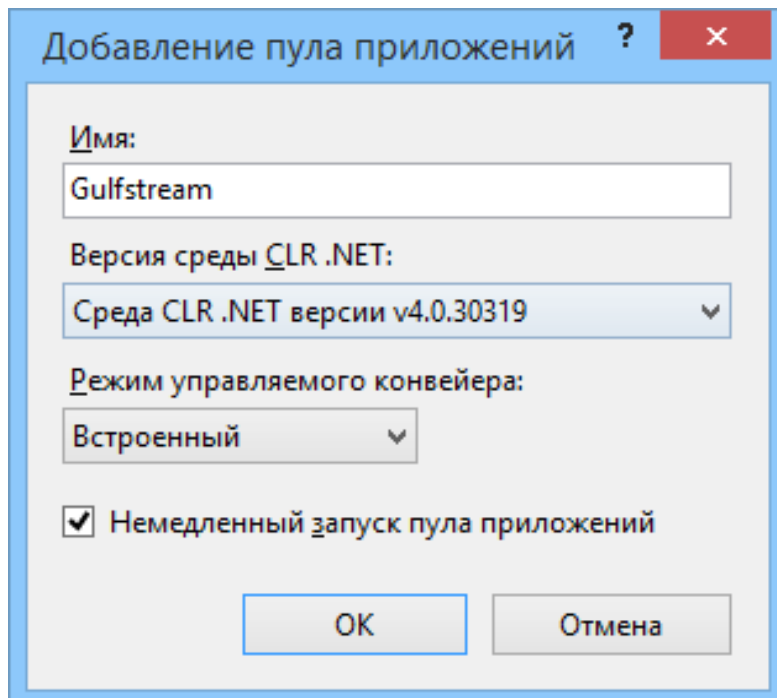 Добавление пула приложений
?
Имя:
Gulfstream
Версия среды CLR .NET:
Среда CLR .NET версии v4.0.30319
Режим управляемого конвейера:
Встроенный
Немедленный запуск пула приложений
ОК
Отмена